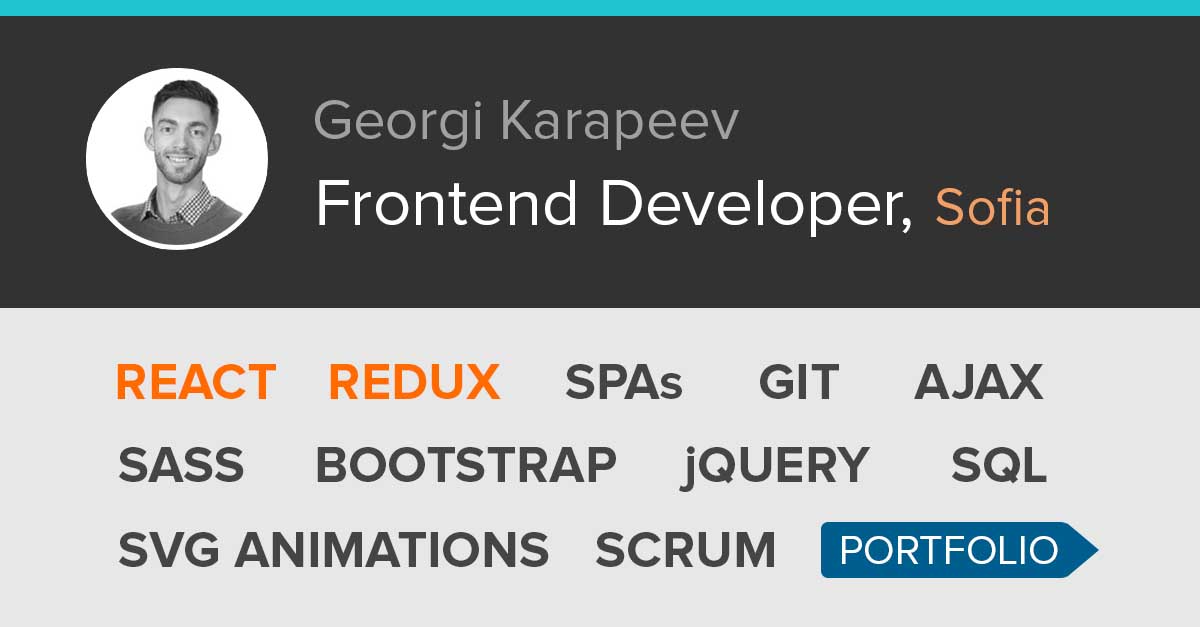 Georgi Karapeev
Frontend Developer, Sofia
REACT REDUX SPAs GIT AJAX
SASS BOOTSTRAP jQUERY SQL
SVG ANIMATIONS SCRUM PORTFOLIO